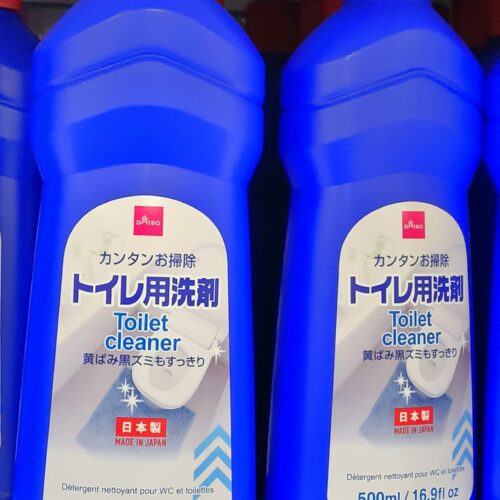 DAISO
カンタンお掃除
トイレ用洗剤
Toilet
cleaner
黄ばみ黒ズミもすっきり
日本製
MADE IN JAPAN
Détergent nettoyant pour WC et toilettes
DAISO
カンタンお掃除
トイレ用洗剤
Toilet
cleaner
黄ばみ黒ズミもすっきり
日本製
MADE IN JAPAN
Détergent nettoyant pour WC et toilettes
500ml / 16.9fl oz